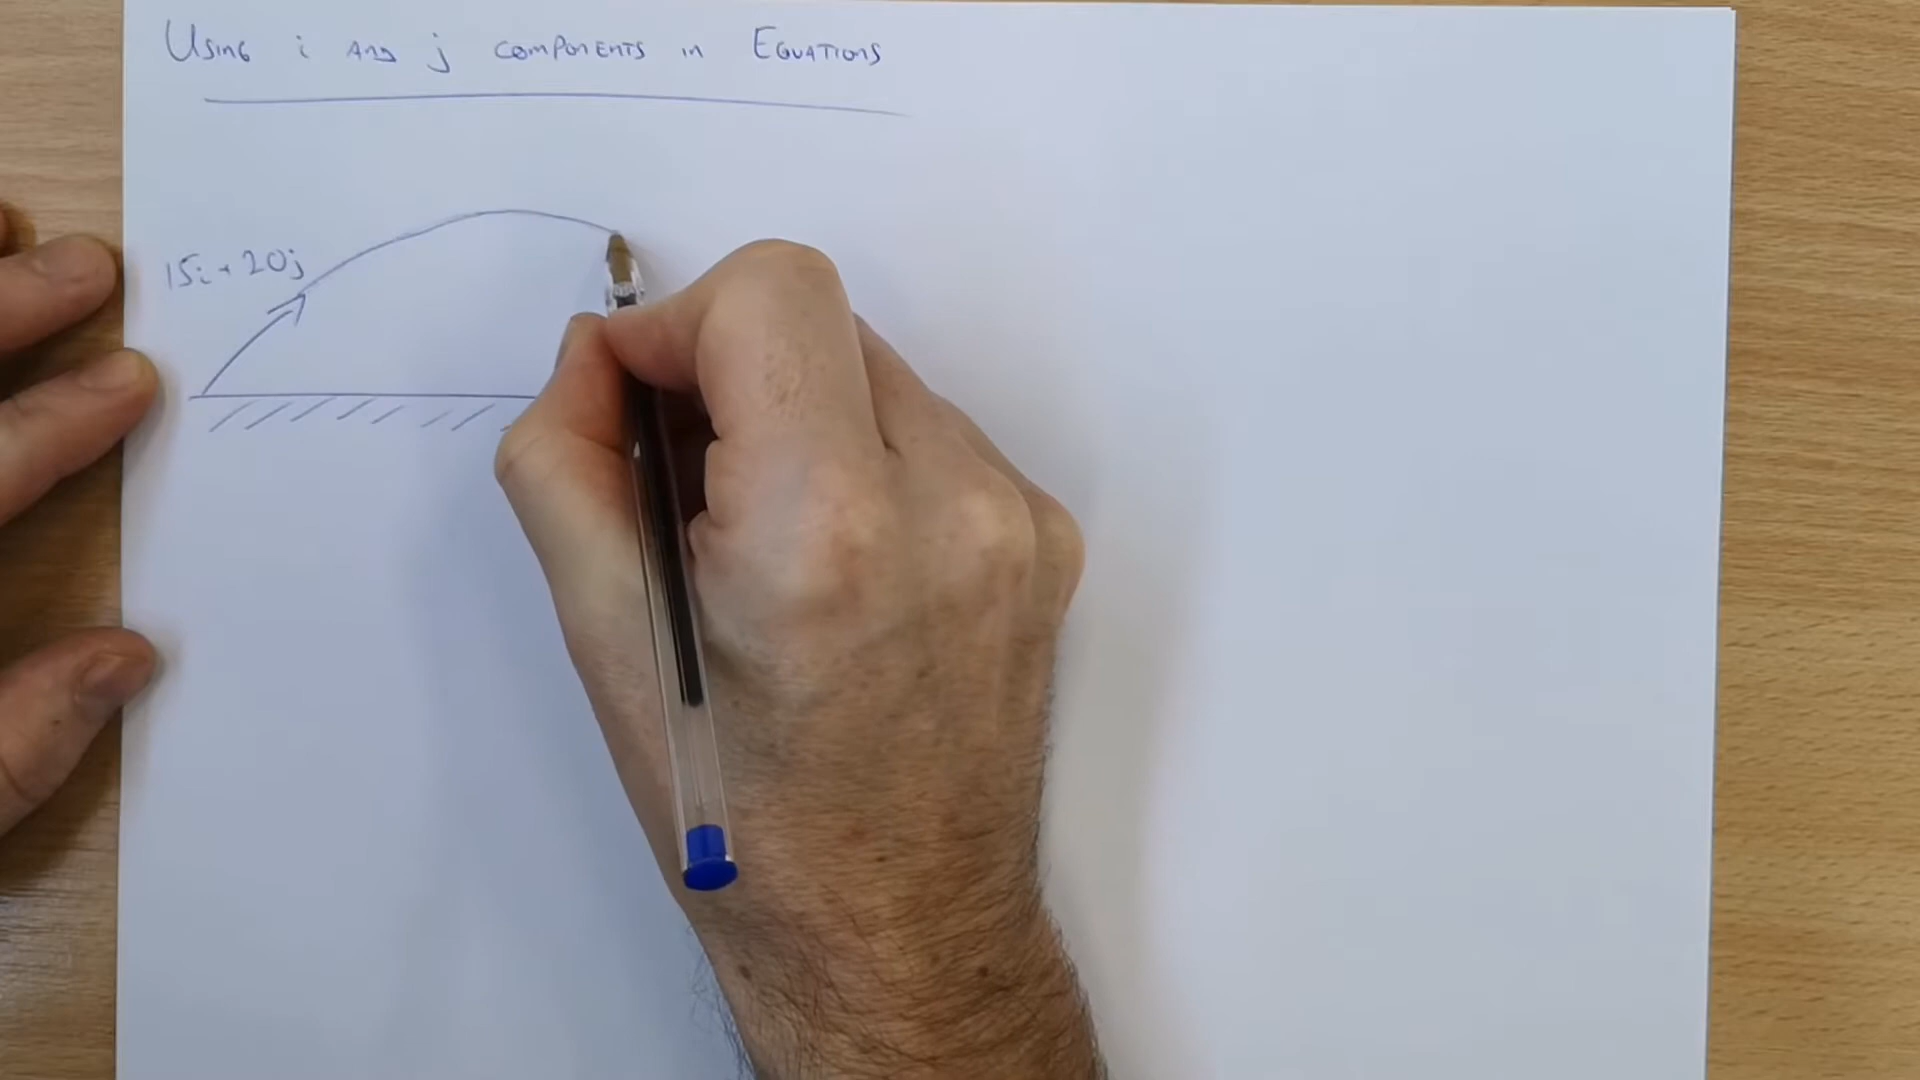 Using i and j components in Equations
15i + 20j